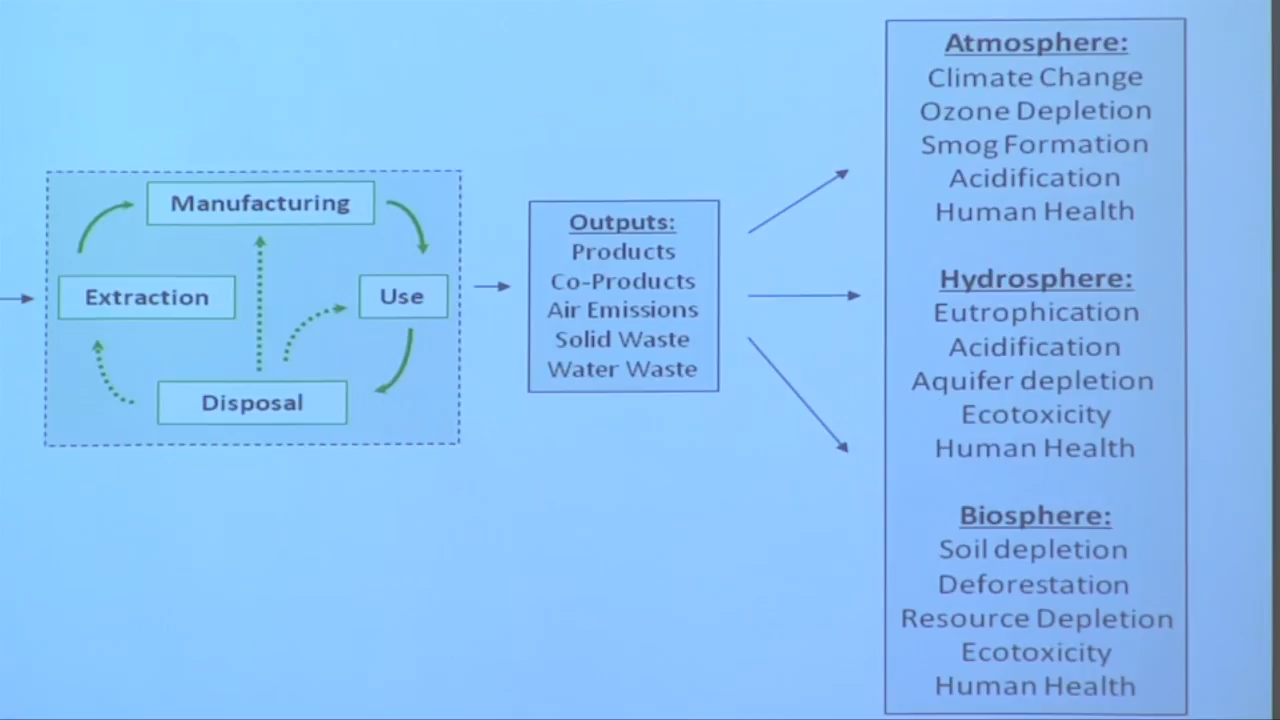 Manufacturing
Extraction
Use
Disposal
Outputs:
Products
Co-Products
Air Emissions
Solid Waste
Water Waste
Atmosphere:
Climate Change
Ozone Depletion
Smog Formation
Acidification
Human Health
Hydrosphere:
Eutrophication
Acidification
Aquifer depletion
Ecotoxicity
Human Health
Biosphere:
Soil depletion
Deforestation
Resource Depletion
Ecotoxicity
Human Health